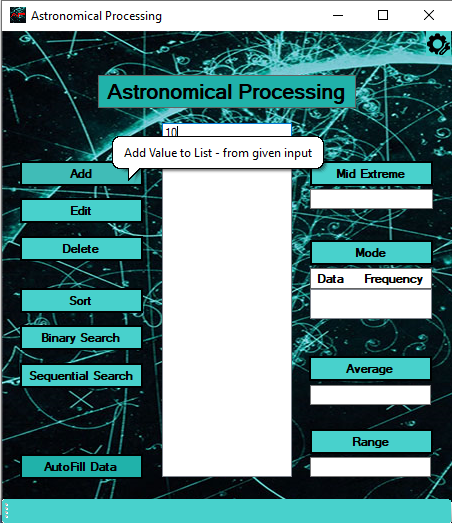 Astronomical Processing
Astronomical Processing
10
Add Value to List - from given input
Add
Edit
Delete
Sort
Binary Search
Sequential Search
AutoFill Data
Mid Extreme
Mode
Data Frequency
Average
Range